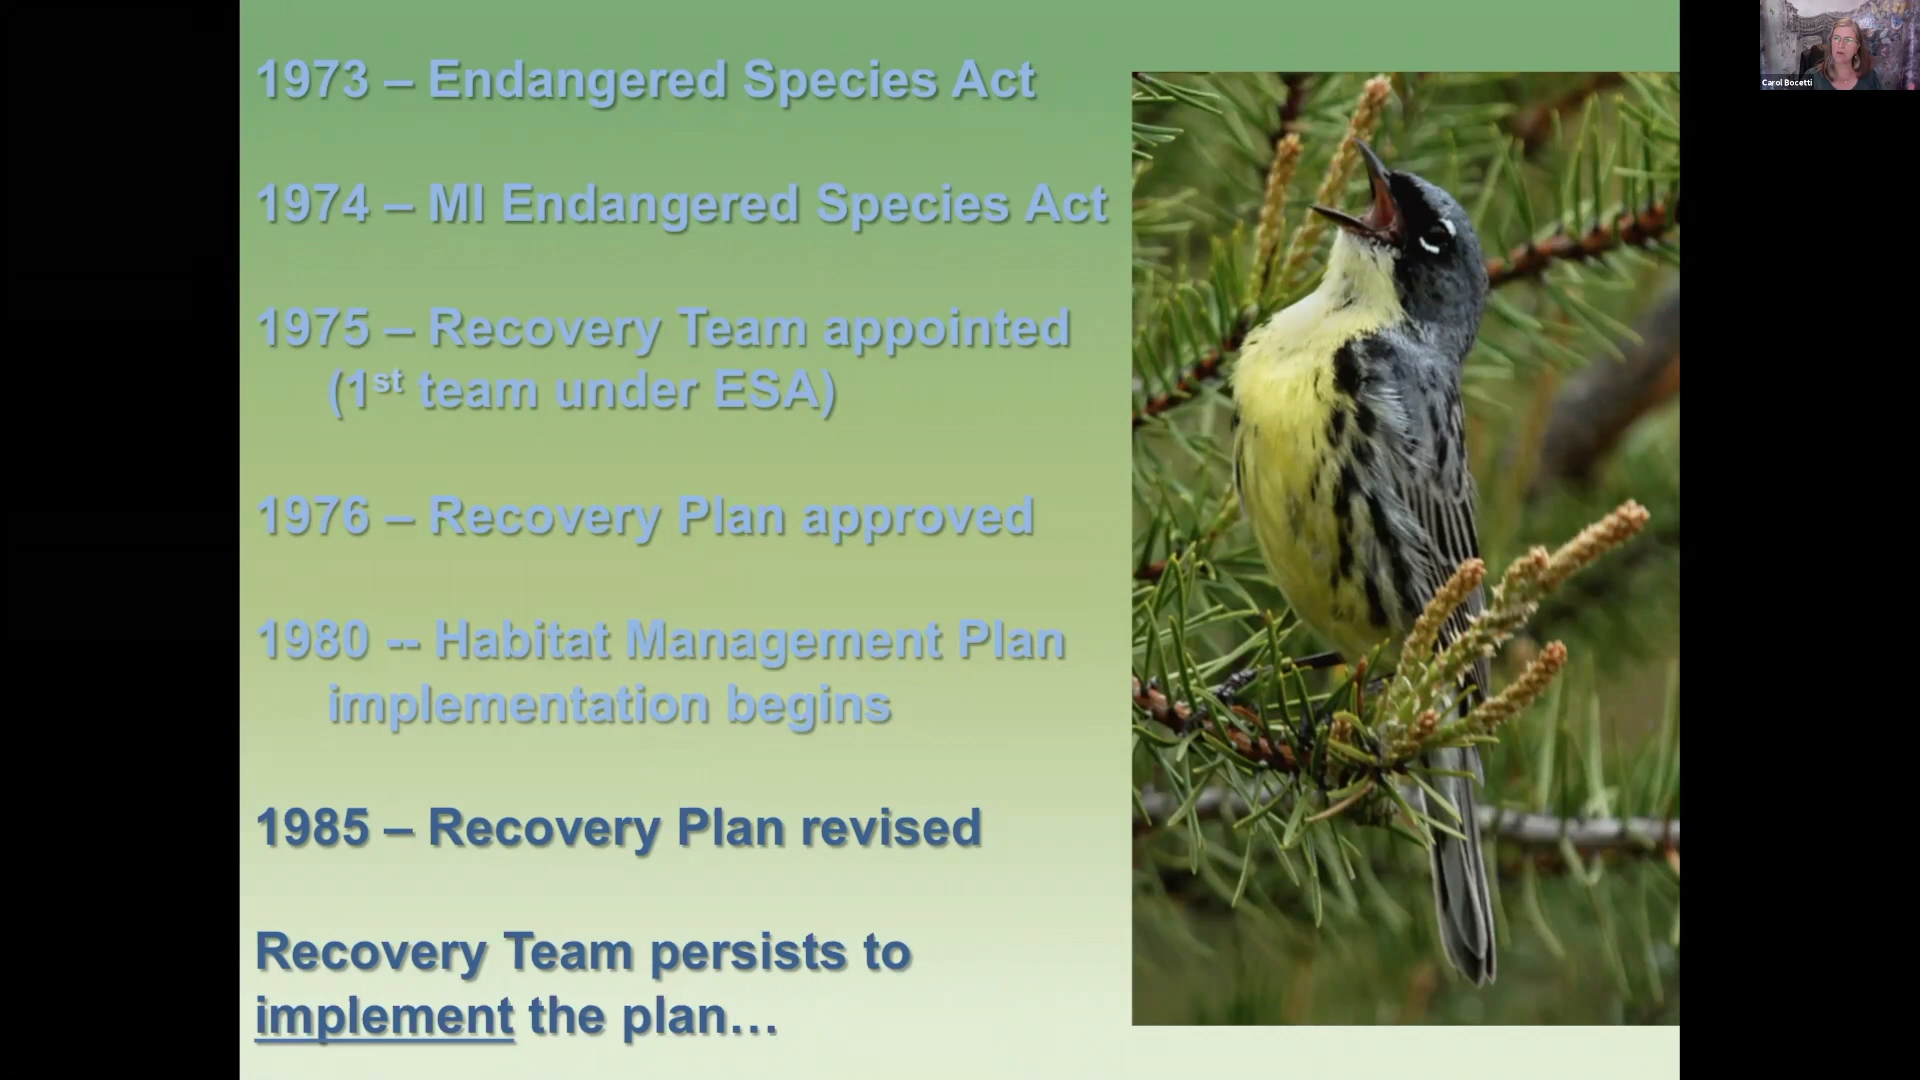 1973 – Endangered Species Act
1974 – MI Endangered Species Act
1975 – Recovery Team appointed
(1st team under ESA)
1976 – Recovery Plan approved
1980 -- Habitat Management Plan
implementation begins
1985 – Recovery Plan revised
Recovery Team persists to
implement the plan…
Carol Bocetti